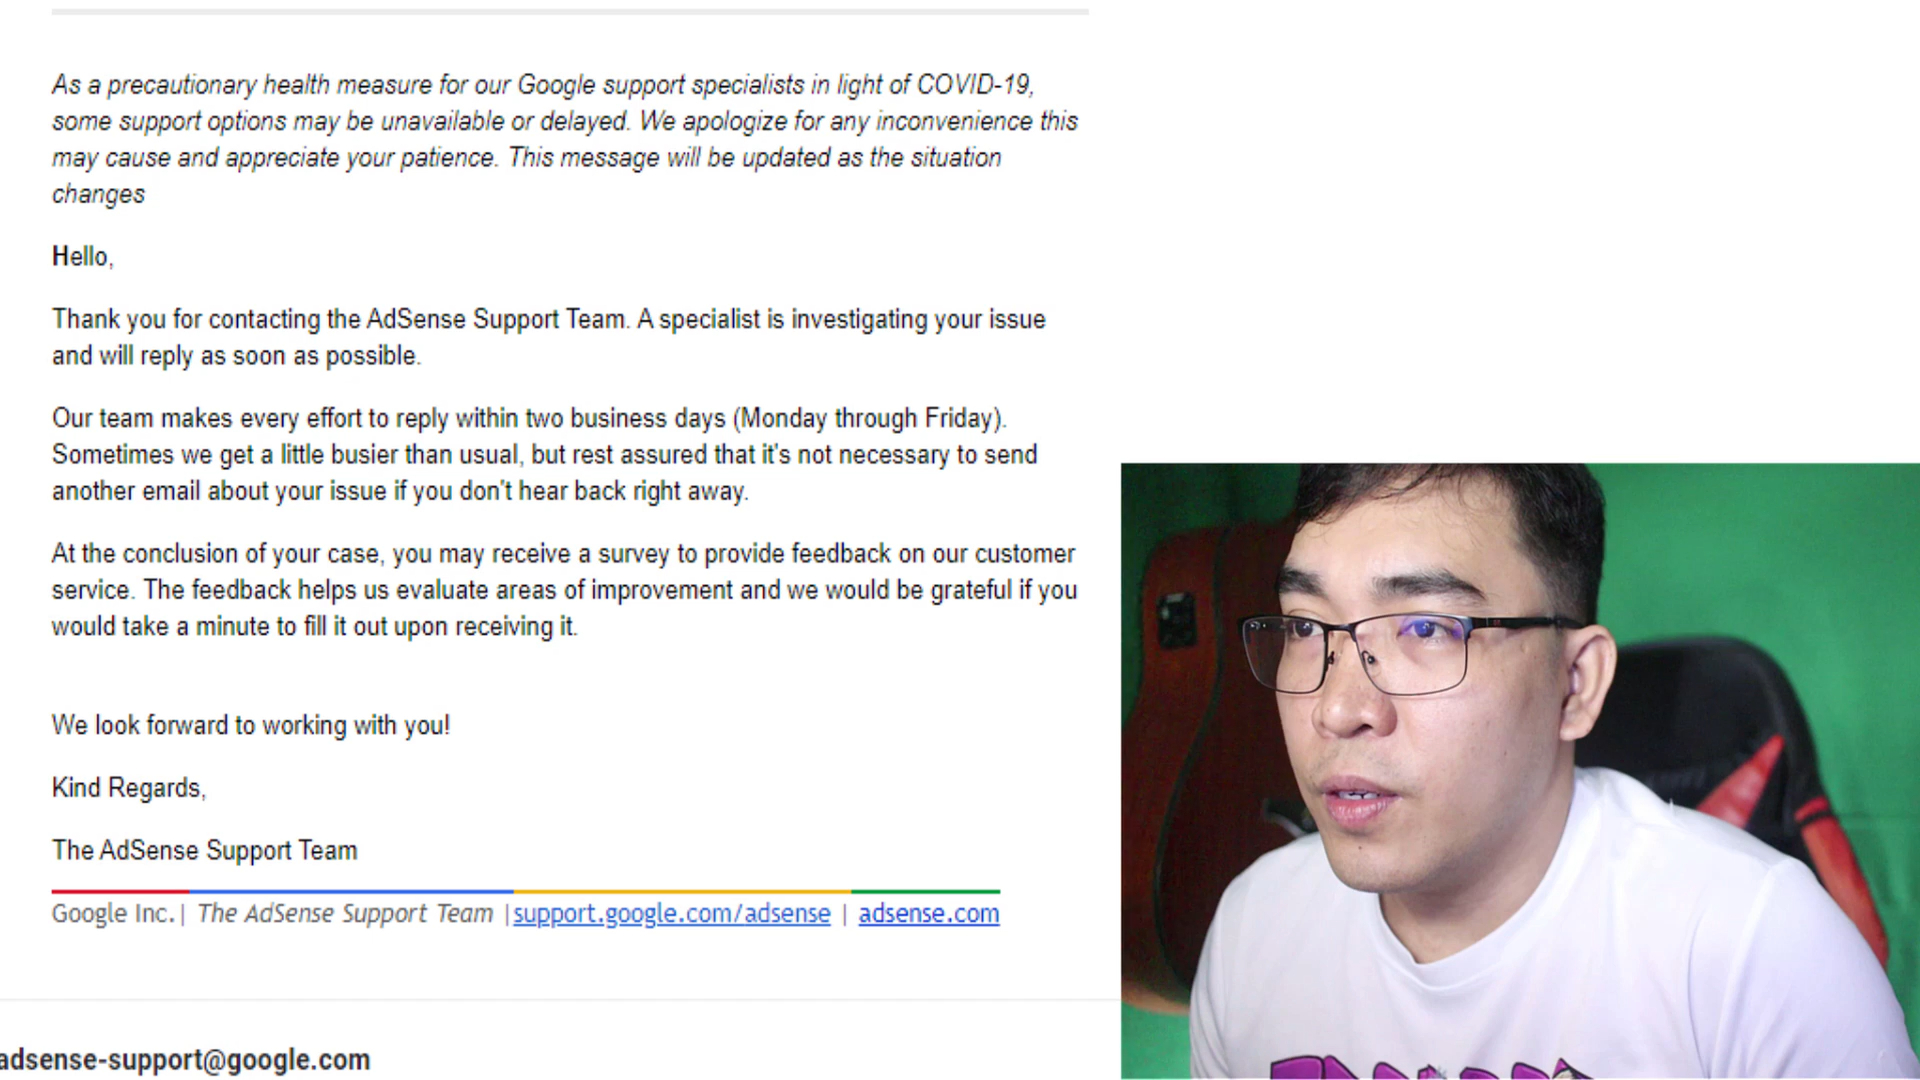 As a precautionary health measure for our Google support specialists in light of COVID-19,
some support options may be unavailable or delayed. We apologize for any inconvenience this
may cause and appreciate your patience. This message will be updated as the situation
changes
Hello,
Thank you for contacting the AdSense Support Team. A specialist is investigating your issue
and will reply as soon as possible.
Our team makes every effort to reply within two business days (Monday through Friday).
Sometimes we get a little busier than usual, but rest assured that it's not necessary to send
another email about your issue if you don't hear back right away.
At the conclusion of your case, you may receive a survey to provide feedback on our customer
service. The feedback helps us evaluate areas of improvement and we would be grateful if you
would take a minute to fill it out upon receiving it.
We look forward to working with you!
Kind Regards,
The AdSense Support Team
Google Inc.| The AdSense Support Team |support.google.com/adsense | adsense.com
adsense-support@google.com